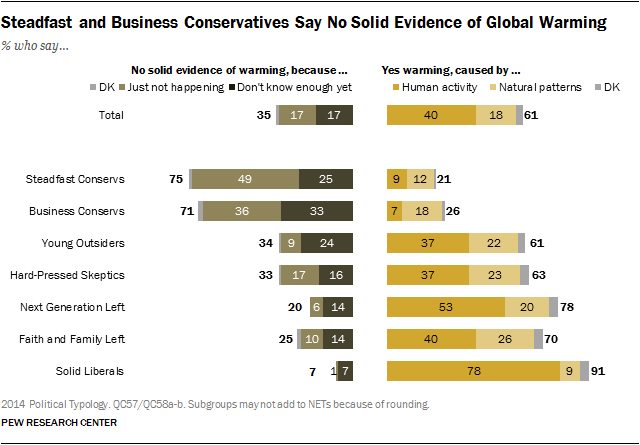 Steadfast and Business Conservatives Say No Solid Evidence of Global Warming
% who say...
No solid evidence of warming, because ... Yes warming, caused by ...
DK Just not happening Don't know enough yet Human activity Natural patterns DK
Total 35 17 17 40 18 61
Steadfast Conservs 75 49 25 9 12 21
Business Conservs 71 36 33 7 18 26
Young Outsiders 34 9 24 37 22 61
Hard-Pressed Skeptics 33 17 16 37 23 63
Next Generation Left 20 6 14 53 20 78
Faith and Family Left 25 10 14 40 26 70
Solid Liberals 7 1 7 78 9 91
2014 Political Typology. QC57/QC58a-b. Subgroups may not add to NETs because of rounding.
PEW RESEARCH CENTER